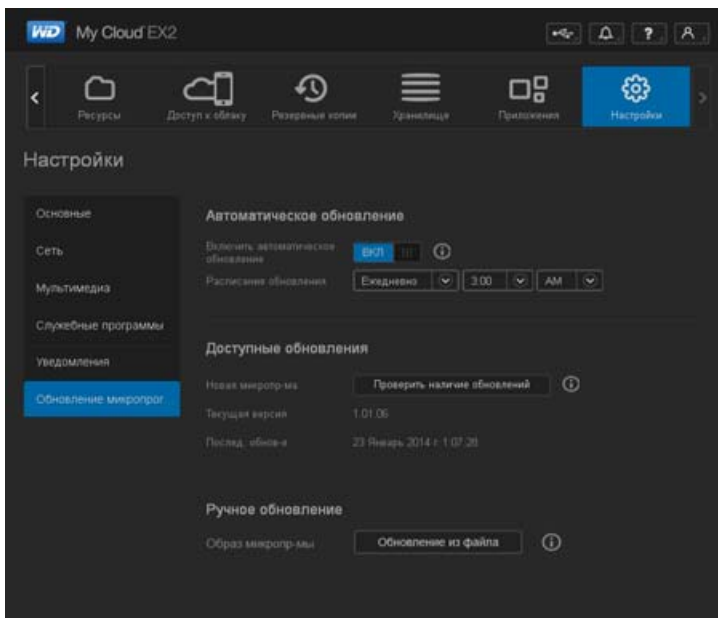 WD My Cloud EX2
?
Ресурсы Доступ к облаку Резервные копии Хранилища Приложения Настройки
Настройки
Основные
Сеть
Мультимедиа
Служебные программы
Уведомления
Обновление микропрог
Автоматическое обновление
Включить автоматическое
обновление
ВКЛ
Расписание обновления
Ежедневно 3:00 AM
Доступные обновления
Новая микропр-ма Проверить наличие обновлений
Текущая версия 1.01.06
Послед. обнов-е 23 Январь 2014 г. 1:07:28
Ручное обновление
Образ микропр-мы Обновление из файла